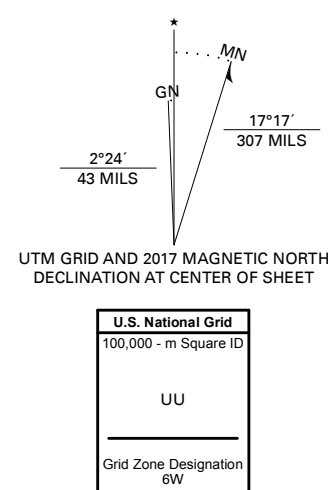 ★
MN
GN
17°17´
307 MILS
2°24´
43 MILS
UTM GRID AND 2017 MAGNETIC NORTH
DECLINATION AT CENTER OF SHEET
U.S. National Grid
100,000 - m Square ID
UU
Grid Zone Designation
6W